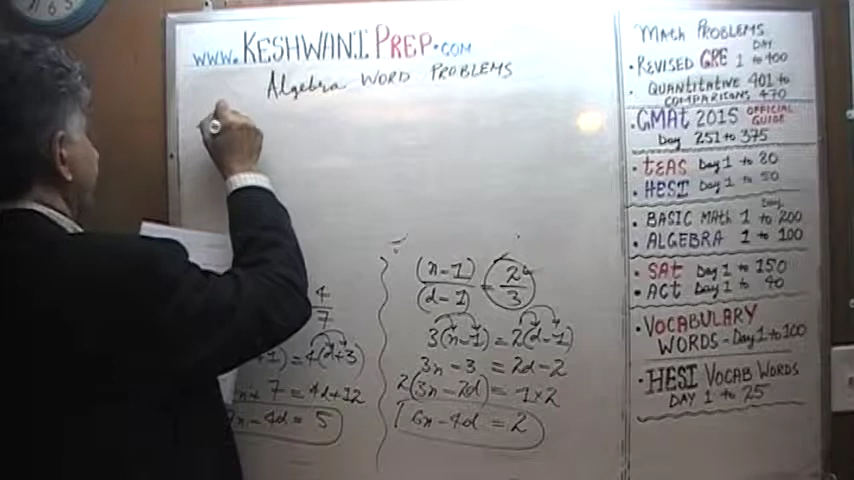 www.KESHWANI PREP.COM
Algebra WORD PROBLEMS
4
7
+1) = 4(d+3)
7 = 4d+12
n - 4d = 5
(n-1)
(d-1)
=
2
3
3(n-1) = 2(d-1)
3n - 3 = 2d - 2
2(3n - 2d) = 1x2
6n - 4d = 2
MATH PROBLEMS
• REVISED GRE DAY 1 to 400
• QUANTITATIVE 401 to
COMPARISONS 470
• GMAT 2015 OFFICIAL GUIDE
Day 251 to 375
• TEAS Day 1 to 80
• HESI Day 1 to 50
Day
• BASIC MATH 1 to 200
• ALGEBRA 1 to 100
• SAT Day 1 to 150
• ACT Day 1 to 40
• VOCABULARY
WORDS - Day 1 to 100
• HESI VOCAB WORDS
DAY 1 to 25